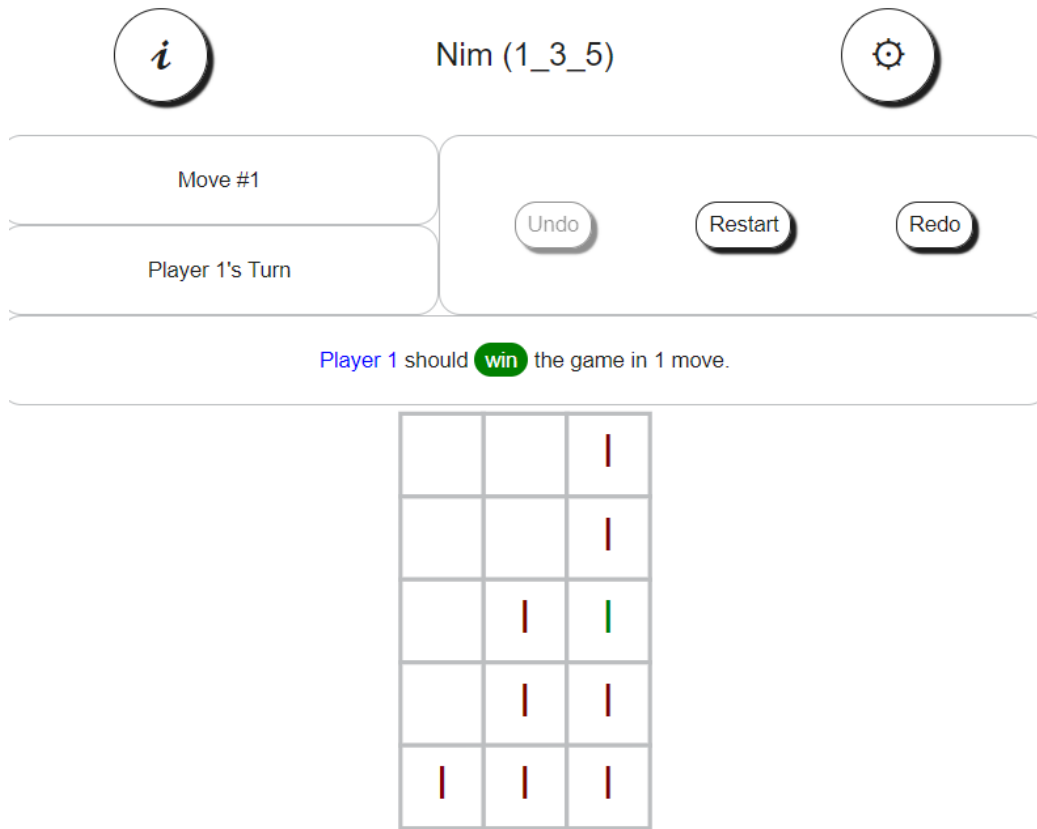 i
Nim (1_3_5)
Move #1
Player 1's Turn
Undo
Restart
Redo
Player 1 should win the game in 1 move.
|
|
| |
| |
| | |